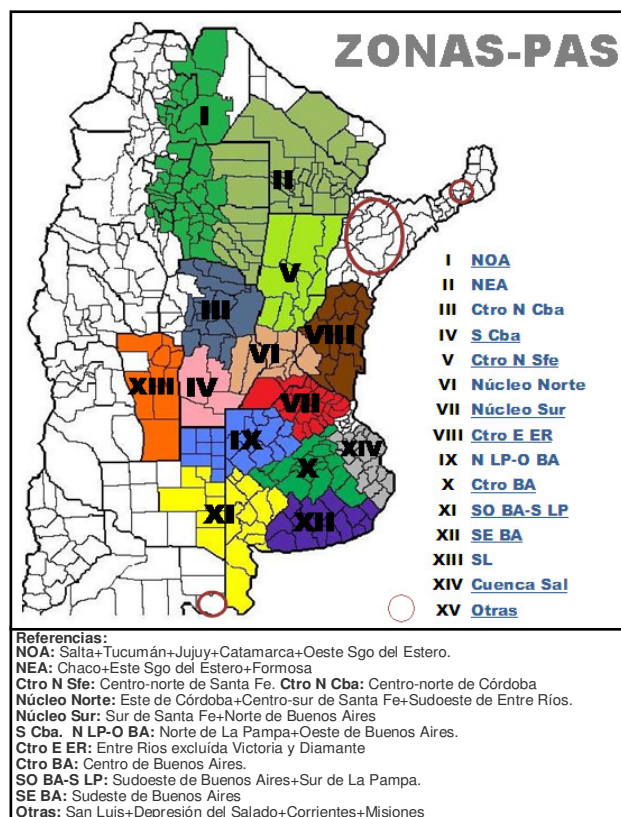 ZONAS-PAS
I
II
III
V
VIII
VI
XIII
IV
VII
IX
XIV
X
XI
XII
I NOA
II NEA
III Ctro N Cba
IV S Cba
V Ctro N Sfe
VI Núcleo Norte
VII Núcleo Sur
VIII Ctro E ER
IX N LP-O BA
X Ctro BA
XI SO BA-S LP
XII SE BA
XIII SL
XIV Cuenca Sal
XV Otras
Referencias:
NOA: Salta+Tucumán+Jujuy+Catamarca+Oeste Sgo del Estero.
NEA: Chaco+Este Sgo del Estero+Formosa
Ctro N Sfe: Centro-norte de Santa Fe. Ctro N Cba: Centro-norte de Córdoba
Núcleo Norte: Este de Córdoba+Centro-sur de Santa Fe+Sudoeste de Entre Ríos.
Núcleo Sur: Sur de Santa Fe+Norte de Buenos Aires
S Cba. N LP-O BA: Norte de La Pampa+Oeste de Buenos Aires.
Ctro E ER: Entre Rios excluída Victoria y Diamante
Ctro BA: Centro de Buenos Aires.
SO BA-S LP: Sudoeste de Buenos Aires+Sur de La Pampa.
SE BA: Sudeste de Buenos Aires
Otras: San Luis+Depresión del Salado+Corrientes+Misiones